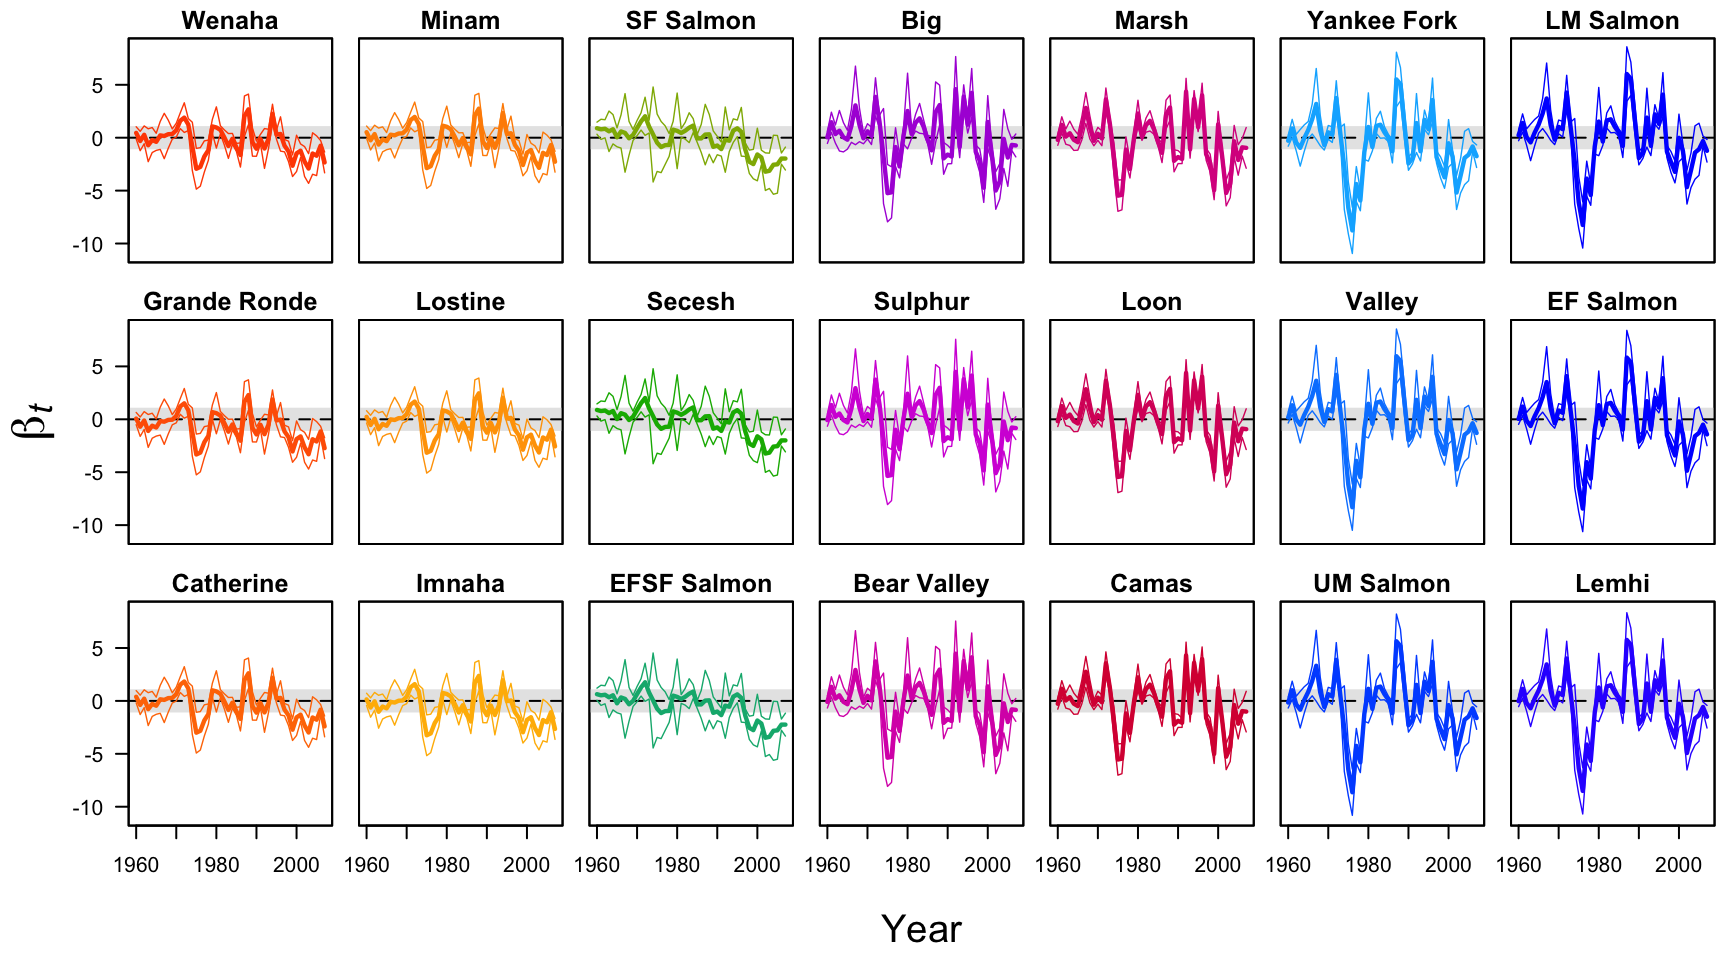 Wenaha Minam SF Salmon Big Marsh Yankee Fork LM Salmon
5
0
-5
-10
Grande Ronde Lostine Secesh Sulphur Loon Valley EF Salmon
5
0
-5
-10
βt
Catherine Imnaha EFSF Salmon Bear Valley Camas UM Salmon Lemhi
5
0
-5
-10
1960 1980 2000 1960 1980 2000 1960 1980 2000 1960 1980 2000 1960 1980 2000 1960 1980 2000 1960 1980 2000
Year